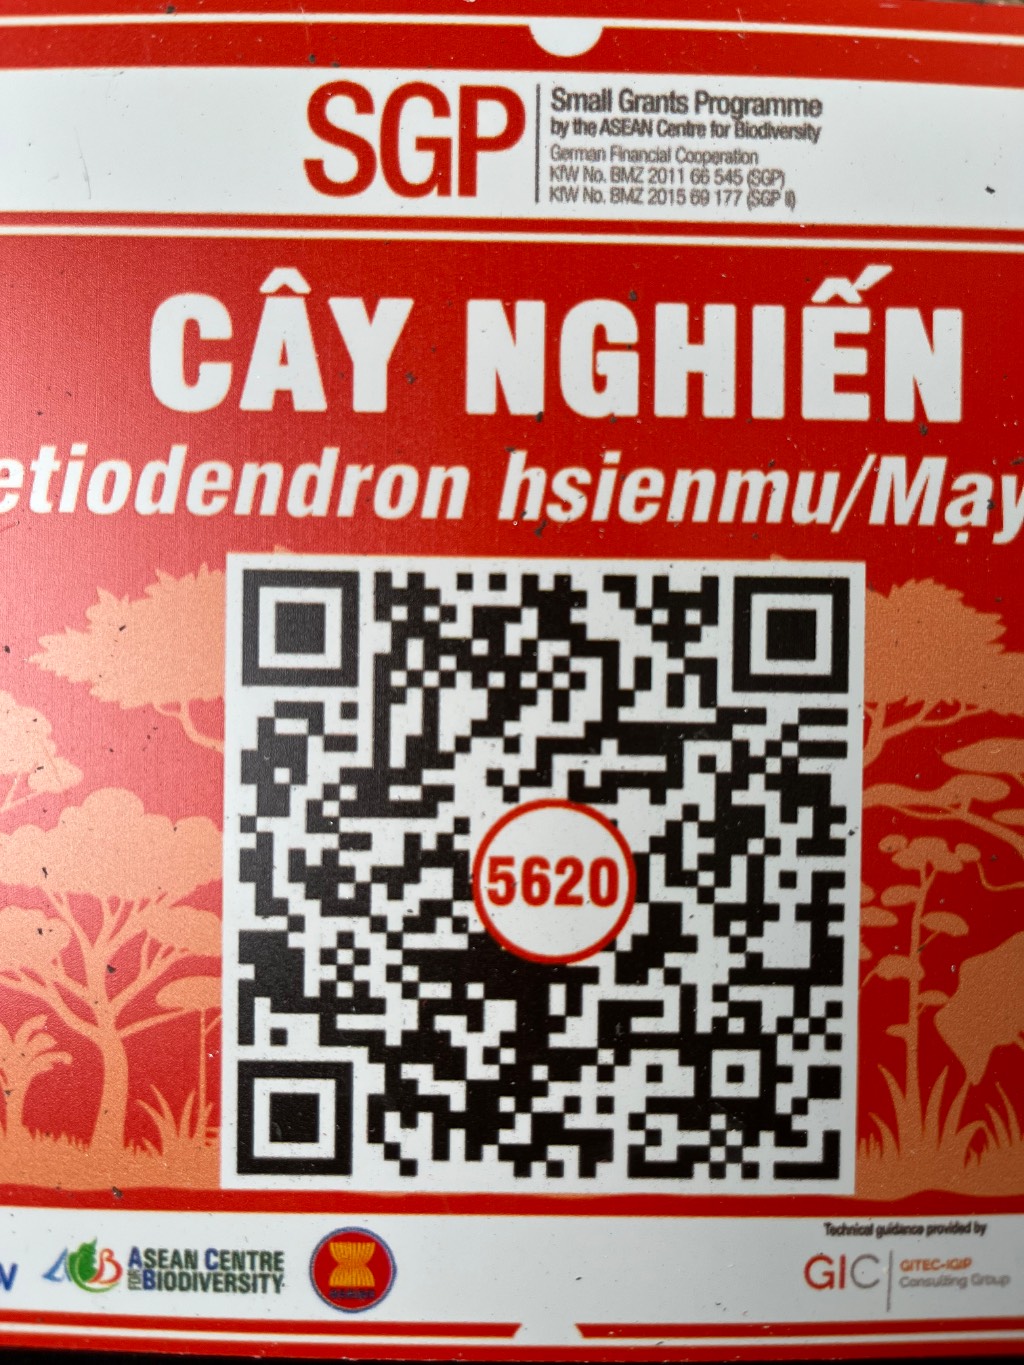 SGP
Small Grants Programme
by the ASEAN Centre for Biodiversity
German Financial Cooperation
KfW No. BMZ 2011 66 545 (SGP)
KfW No. BMZ 2015 69 177 (SGP II)
CÂY NGHIẾN
etiodendron hsienmu/Mạy
5620
ASEAN CENTRE
FOR BIODIVERSITY
Technical guidance provided by
GIC
GITEC-IGIP
Consulting Group